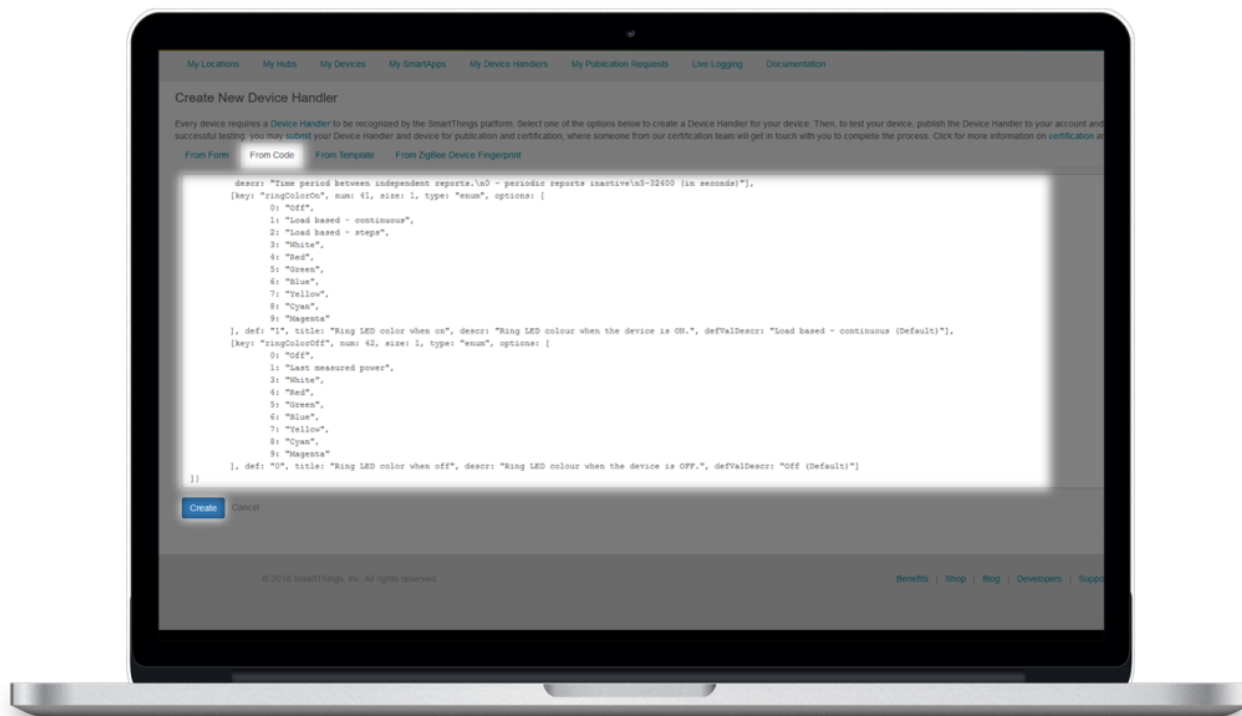 My Locations My Hubs My Devices My SmartApps My Device Handlers My Publication Requests Live Logging Documentation
Create New Device Handler
Every device requires a Device Handler to be recognized by the SmartThings platform. Select one of the options below to create a Device Handler for your device. Then, to test your device, publish the Device Handler to your account and
successful testing, you may submit your Device Handler and device for publication and certification, where someone from our certification team will get in touch with you to complete the process. Click for more information on certification
From Form From Code From Template From ZigBee Device Fingerprint
descr: "Time period between independent reports.\n0 - periodic reports inactive\n5-32400 (in seconds)"],
[key: "ringColorOn", num: 41, size: 1, type: "enum", options: [
0: "Off",
1: "Load based - continuous",
2: "Load based - steps",
3: "White",
4: "Red",
5: "Green",
6: "Blue",
7: "Yellow",
8: "Cyan",
9: "Magenta"
], def: "1", title: "Ring LED color when on", descr: "Ring LED colour when the device is ON.", defValDescr: "Load based - continuous (Default)"],
[key: "ringColorOff", num: 42, size: 1, type: "enum", options: [
0: "Off",
1: "Last measured power",
3: "White",
4: "Red",
5: "Green",
6: "Blue",
7: "Yellow",
8: "Cyan",
9: "Magenta"
], def: "0", title: "Ring LED color when off", descr: "Ring LED colour when the device is OFF.", defValDescr: "Off (Default)"]
]}
Create Cancel
© 2018 SmartThings, Inc. All rights reserved.
Benefits | Shop | Blog | Developers | Suppo